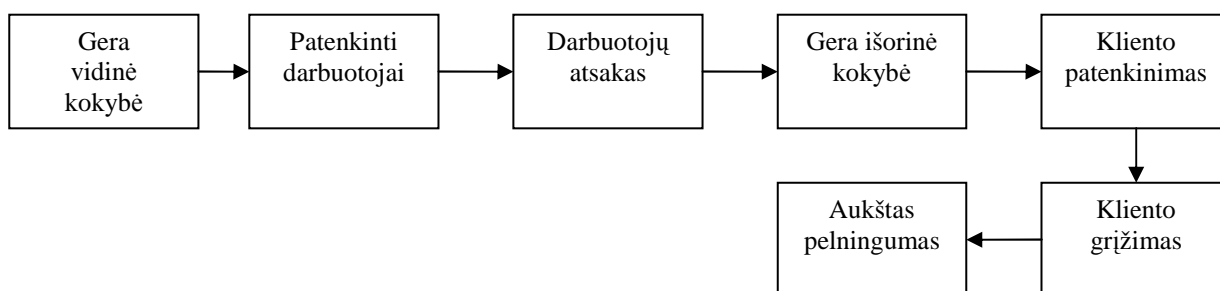 Gera
vidinė
kokybė
Patenkinti
darbuotojai
Darbuotojų
atsakas
Gera išorinė
kokybė
Kliento
patenkinimas
Kliento
grįžimas
Aukštas
pelningumas